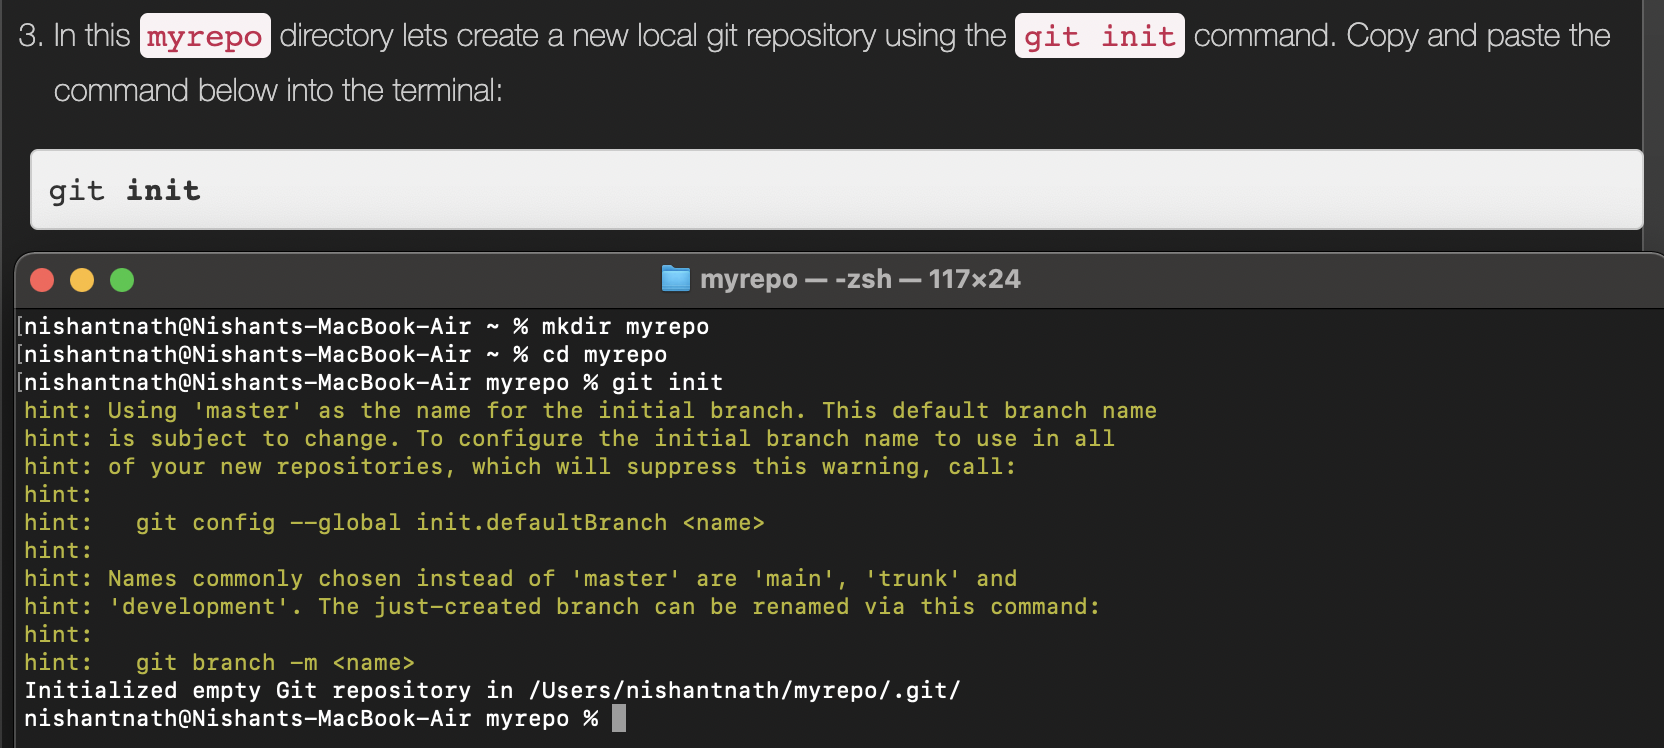 3. In this myrepo directory lets create a new local git repository using the git init command. Copy and paste the
command below into the terminal:
git init
myrepo — -zsh — 117×24
[nishantnath@Nishants-MacBook-Air ~ % mkdir myrepo
[nishantnath@Nishants-MacBook-Air ~ % cd myrepo
[nishantnath@Nishants-MacBook-Air myrepo % git init
hint: Using 'master' as the name for the initial branch. This default branch name
hint: is subject to change. To configure the initial branch name to use in all
hint: of your new repositories, which will suppress this warning, call:
hint:
hint:   git config --global init.defaultBranch <name>
hint:
hint: Names commonly chosen instead of 'master' are 'main', 'trunk' and
hint: 'development'. The just-created branch can be renamed via this command:
hint:
hint:   git branch -m <name>
Initialized empty Git repository in /Users/nishantnath/myrepo/.git/
nishantnath@Nishants-MacBook-Air myrepo %